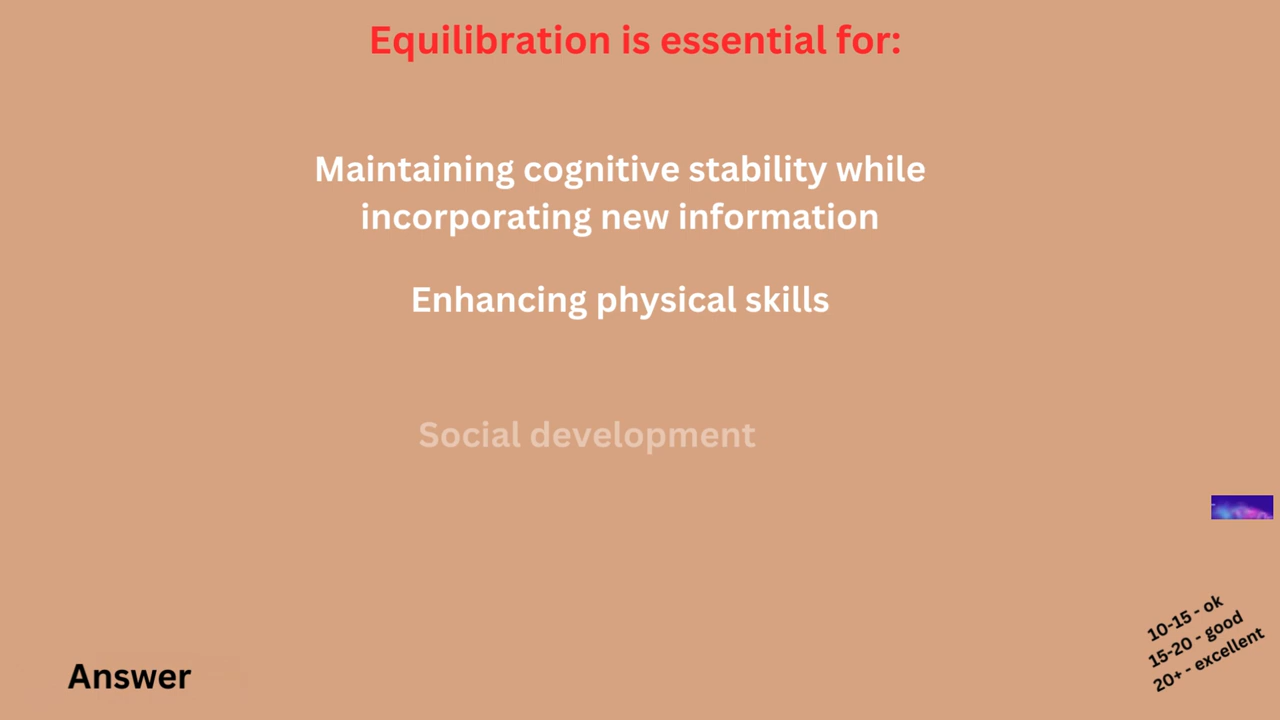 Equilibration is essential for:
Maintaining cognitive stability while
incorporating new information
Enhancing physical skills
Social development
10-15 - ok
15-20 - good
20+ - excellent
Answer